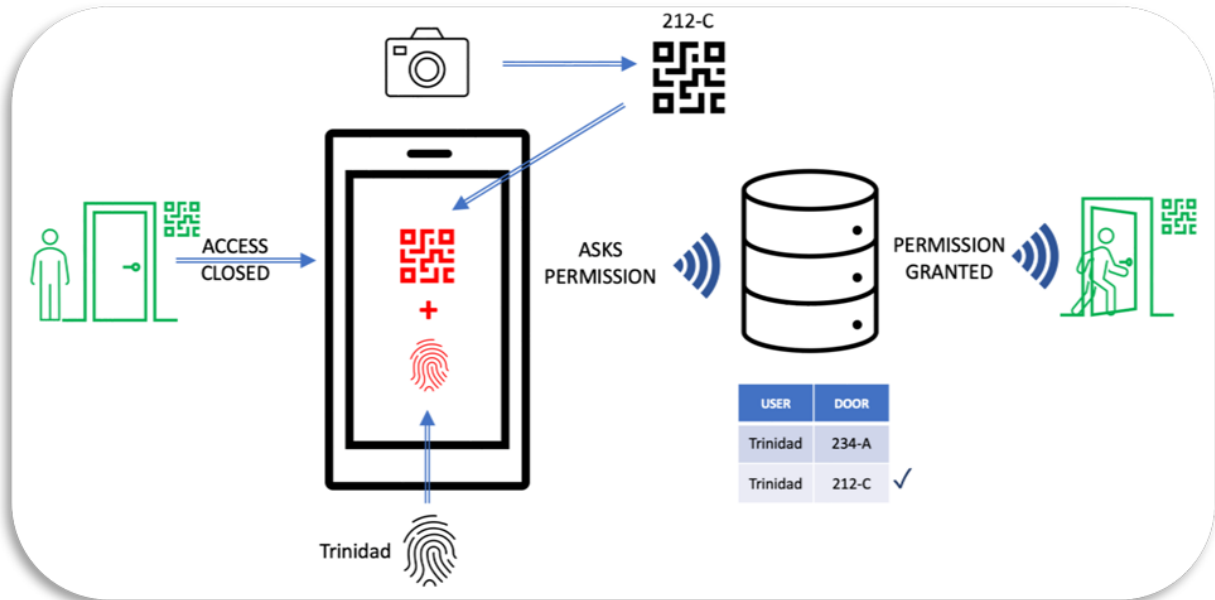 212-C
ACCESS
CLOSED
ASKS
PERMISSION
PERMISSION
GRANTED
USER DOOR
Trinidad 234-A
Trinidad 212-C ✓
Trinidad